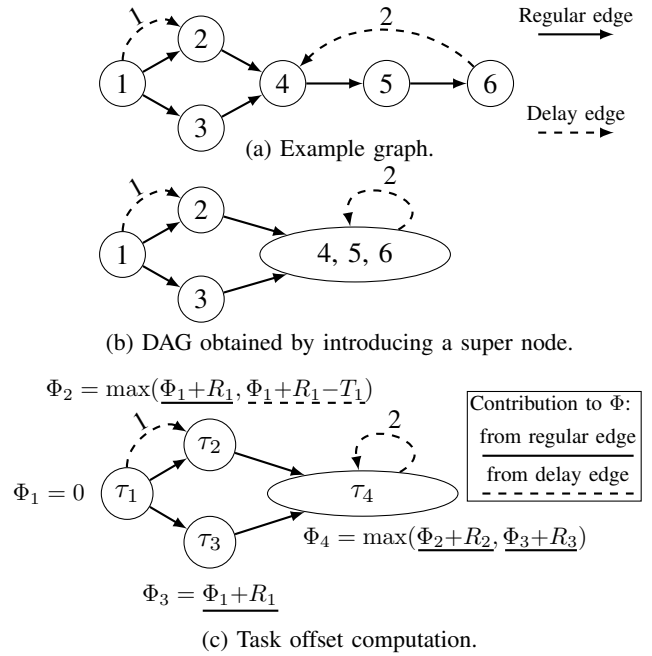 1 2 2 Regular edge
1 4 5 6
3 Delay edge
(a) Example graph.
1 2 2
1 4, 5, 6
3
(b) DAG obtained by introducing a super node.
Φ₂ = max(Φ₁+R₁, Φ₁+R₁−T₁)
Contribution to Φ:
from regular edge
from delay edge
1 τ₂ 2
Φ₁ = 0 τ₁ τ₄
τ₃ Φ₄ = max(Φ₂+R₂, Φ₃+R₃)
Φ₃ = Φ₁+R₁
(c) Task offset computation.